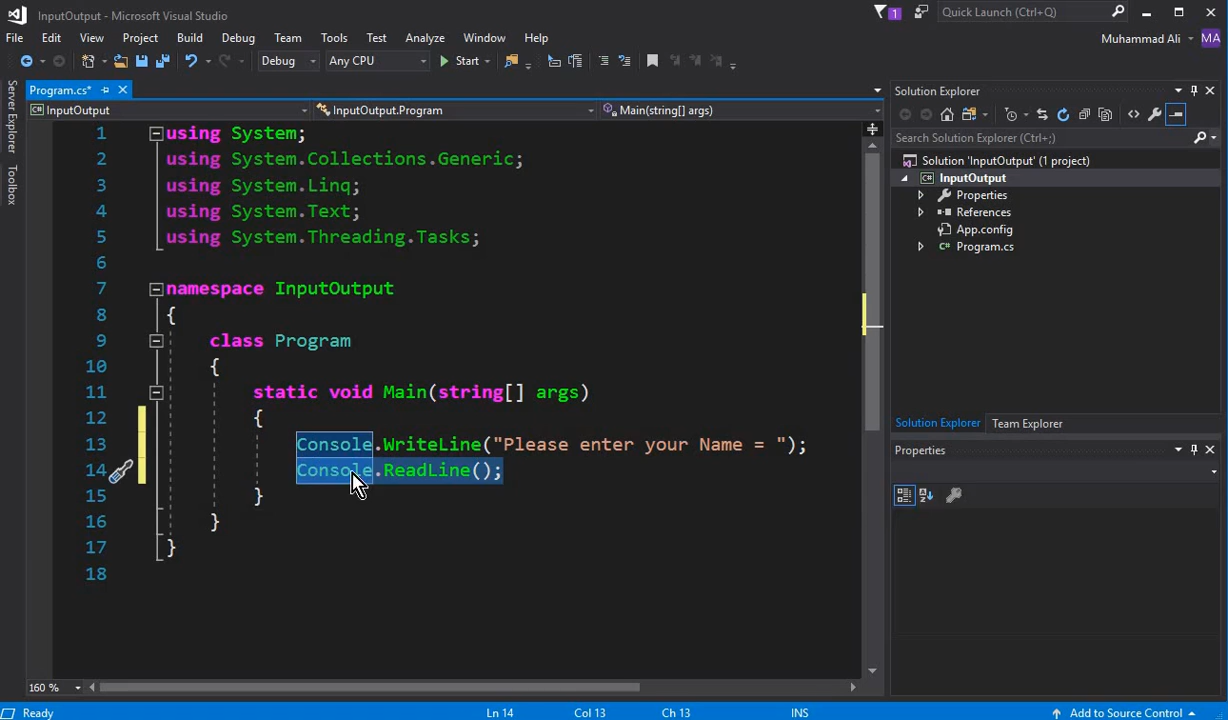 InputOutput - Microsoft Visual Studio
1
Quick Launch (Ctrl+Q)
File Edit View Project Build Debug Team Tools Test Analyze Window Help
Muhammad Ali MA
Debug Any CPU Start
Server Explorer
Toolbox
Program.cs*
InputOutput InputOutput.Program Main(string[] args)
1 using System;
2 using System.Collections.Generic;
3 using System.Linq;
4 using System.Text;
5 using System.Threading.Tasks;
6
7 namespace InputOutput
8 {
9 class Program
10 {
11 static void Main(string[] args)
12 {
13 Console.WriteLine("Please enter your Name = ");
14 Console.ReadLine();
15 }
16 }
17 }
18
160 %
Solution Explorer
Search Solution Explorer (Ctrl+;)
Solution 'InputOutput' (1 project)
C# InputOutput
Properties
References
App.config
C# Program.cs
Solution Explorer Team Explorer
Properties
Ready Ln 14 Col 13 Ch 13 INS Add to Source Control